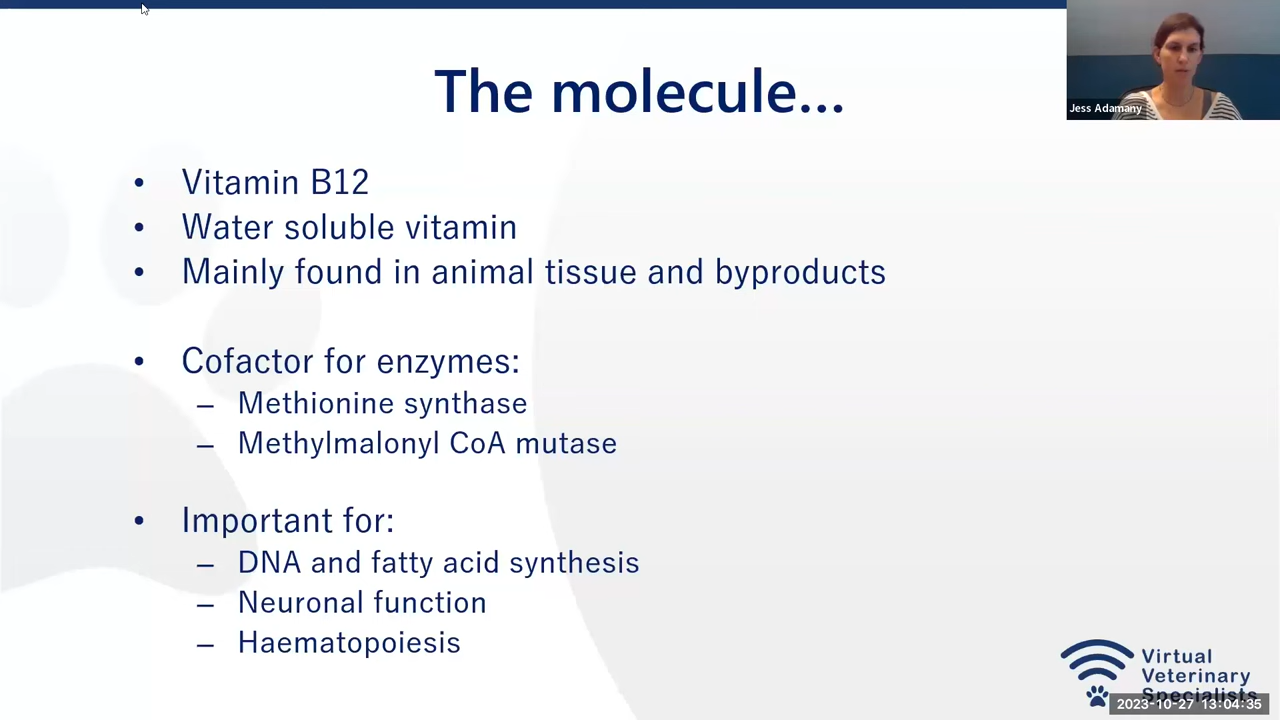 The molecule...
Jess Adamany
• Vitamin B12
• Water soluble vitamin
• Mainly found in animal tissue and byproducts
• Cofactor for enzymes:
– Methionine synthase
– Methylmalonyl CoA mutase
• Important for:
– DNA and fatty acid synthesis
– Neuronal function
– Haematopoiesis
Virtual
Veterinary
Specialists
2023-10-27 13:04:35